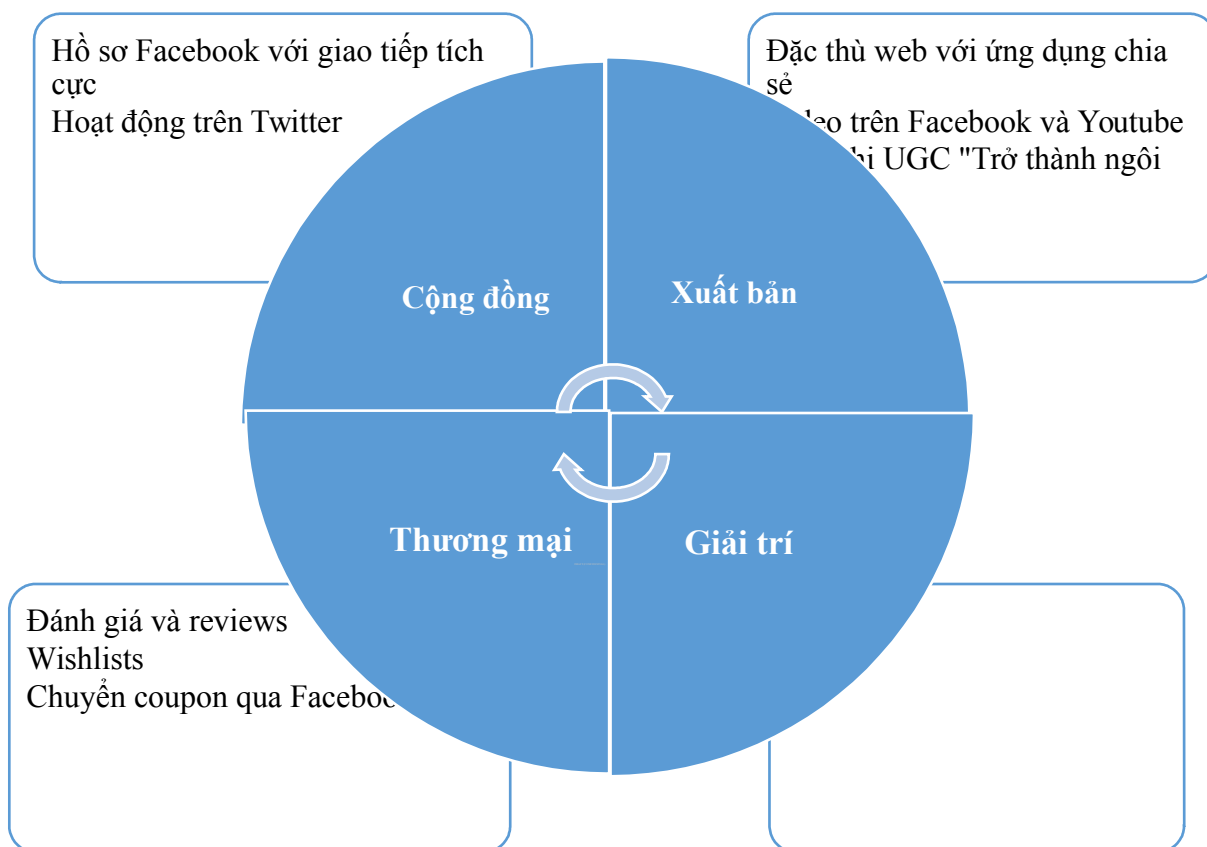 Hồ sơ Facebook với giao tiếp tích
cực
Hoạt động trên Twitter
Đặc thù web với ứng dụng chia
sẻ
trên Facebook và Youtube
UGC "Trở thành ngôi
Cộng đồng
Xuất bản
Thương mại
Giải trí
Đánh giá và reviews
Wishlists
Chuyển coupon qua